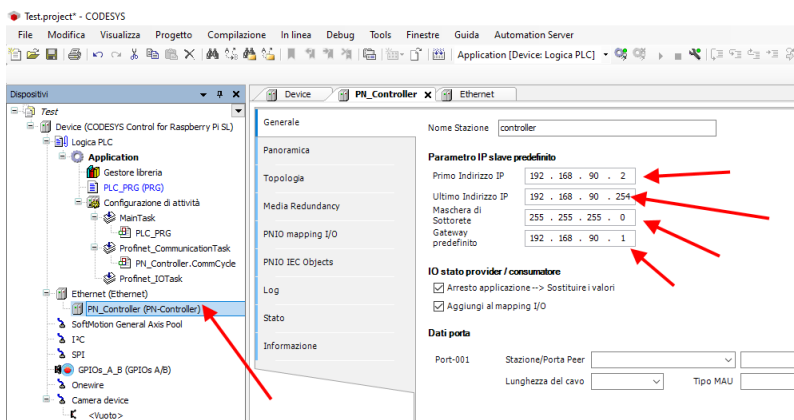 Test.project* - CODESYS
File Modifica Visualizza Progetto Compilazione In linea Debug Tools Finestre Guida Automation Server
Application [Device: Logica PLC]
Dispositivi
Test
Device (CODESYS Control for Raspberry Pi SL)
Logica PLC
Application
Gestore libreria
PLC_PRG (PRG)
Configurazione di attività
MainTask
PLC_PRG
Profinet_CommunicationTask
PN_Controller.CommCycle
Profinet_IOTask
Ethernet (Ethernet)
PN_Controller (PN-Controller)
SoftMotion General Axis Pool
I²C
SPI
GPIOs_A_B (GPIOs A/B)
Onewire
Camera device
<Vuoto>
Device PN_Controller Ethernet
Generale
Panoramica
Topologia
Media Redundancy
PNIO mapping I/O
PNIO IEC Objects
Log
Stato
Informazione
Nome Stazione controller
Parametro IP slave predefinito
Primo Indirizzo IP 192 . 168 . 90 . 2
Ultimo Indirizzo IP 192 . 168 . 90 . 254
Maschera di Sottorete 255 . 255 . 255 . 0
Gateway predefinito 192 . 168 . 90 . 1
IO stato provider / consumatore
Arresto applicazione --> Sostituire i valori
Aggiungi al mapping I/O
Dati porta
Port-001 Stazione/Porta Peer
Lunghezza del cavo Tipo MAU